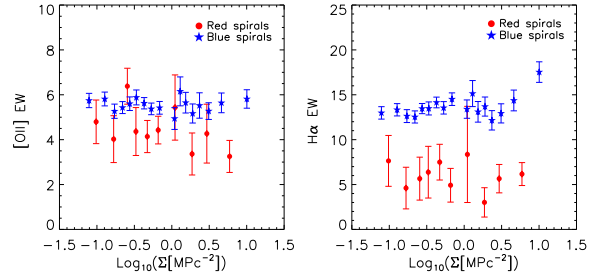 Red spirals
Blue spirals
[OII] EW
10
8
6
4
2
0
−1.5 −1.0 −0.5 0.0 0.5 1.0 1.5
Log₁₀(Σ[MPc⁻²])
Red spirals
Blue spirals
Hα EW
25
20
15
10
5
0
−1.5 −1.0 −0.5 0.0 0.5 1.0 1.5
Log₁₀(Σ[MPc⁻²])